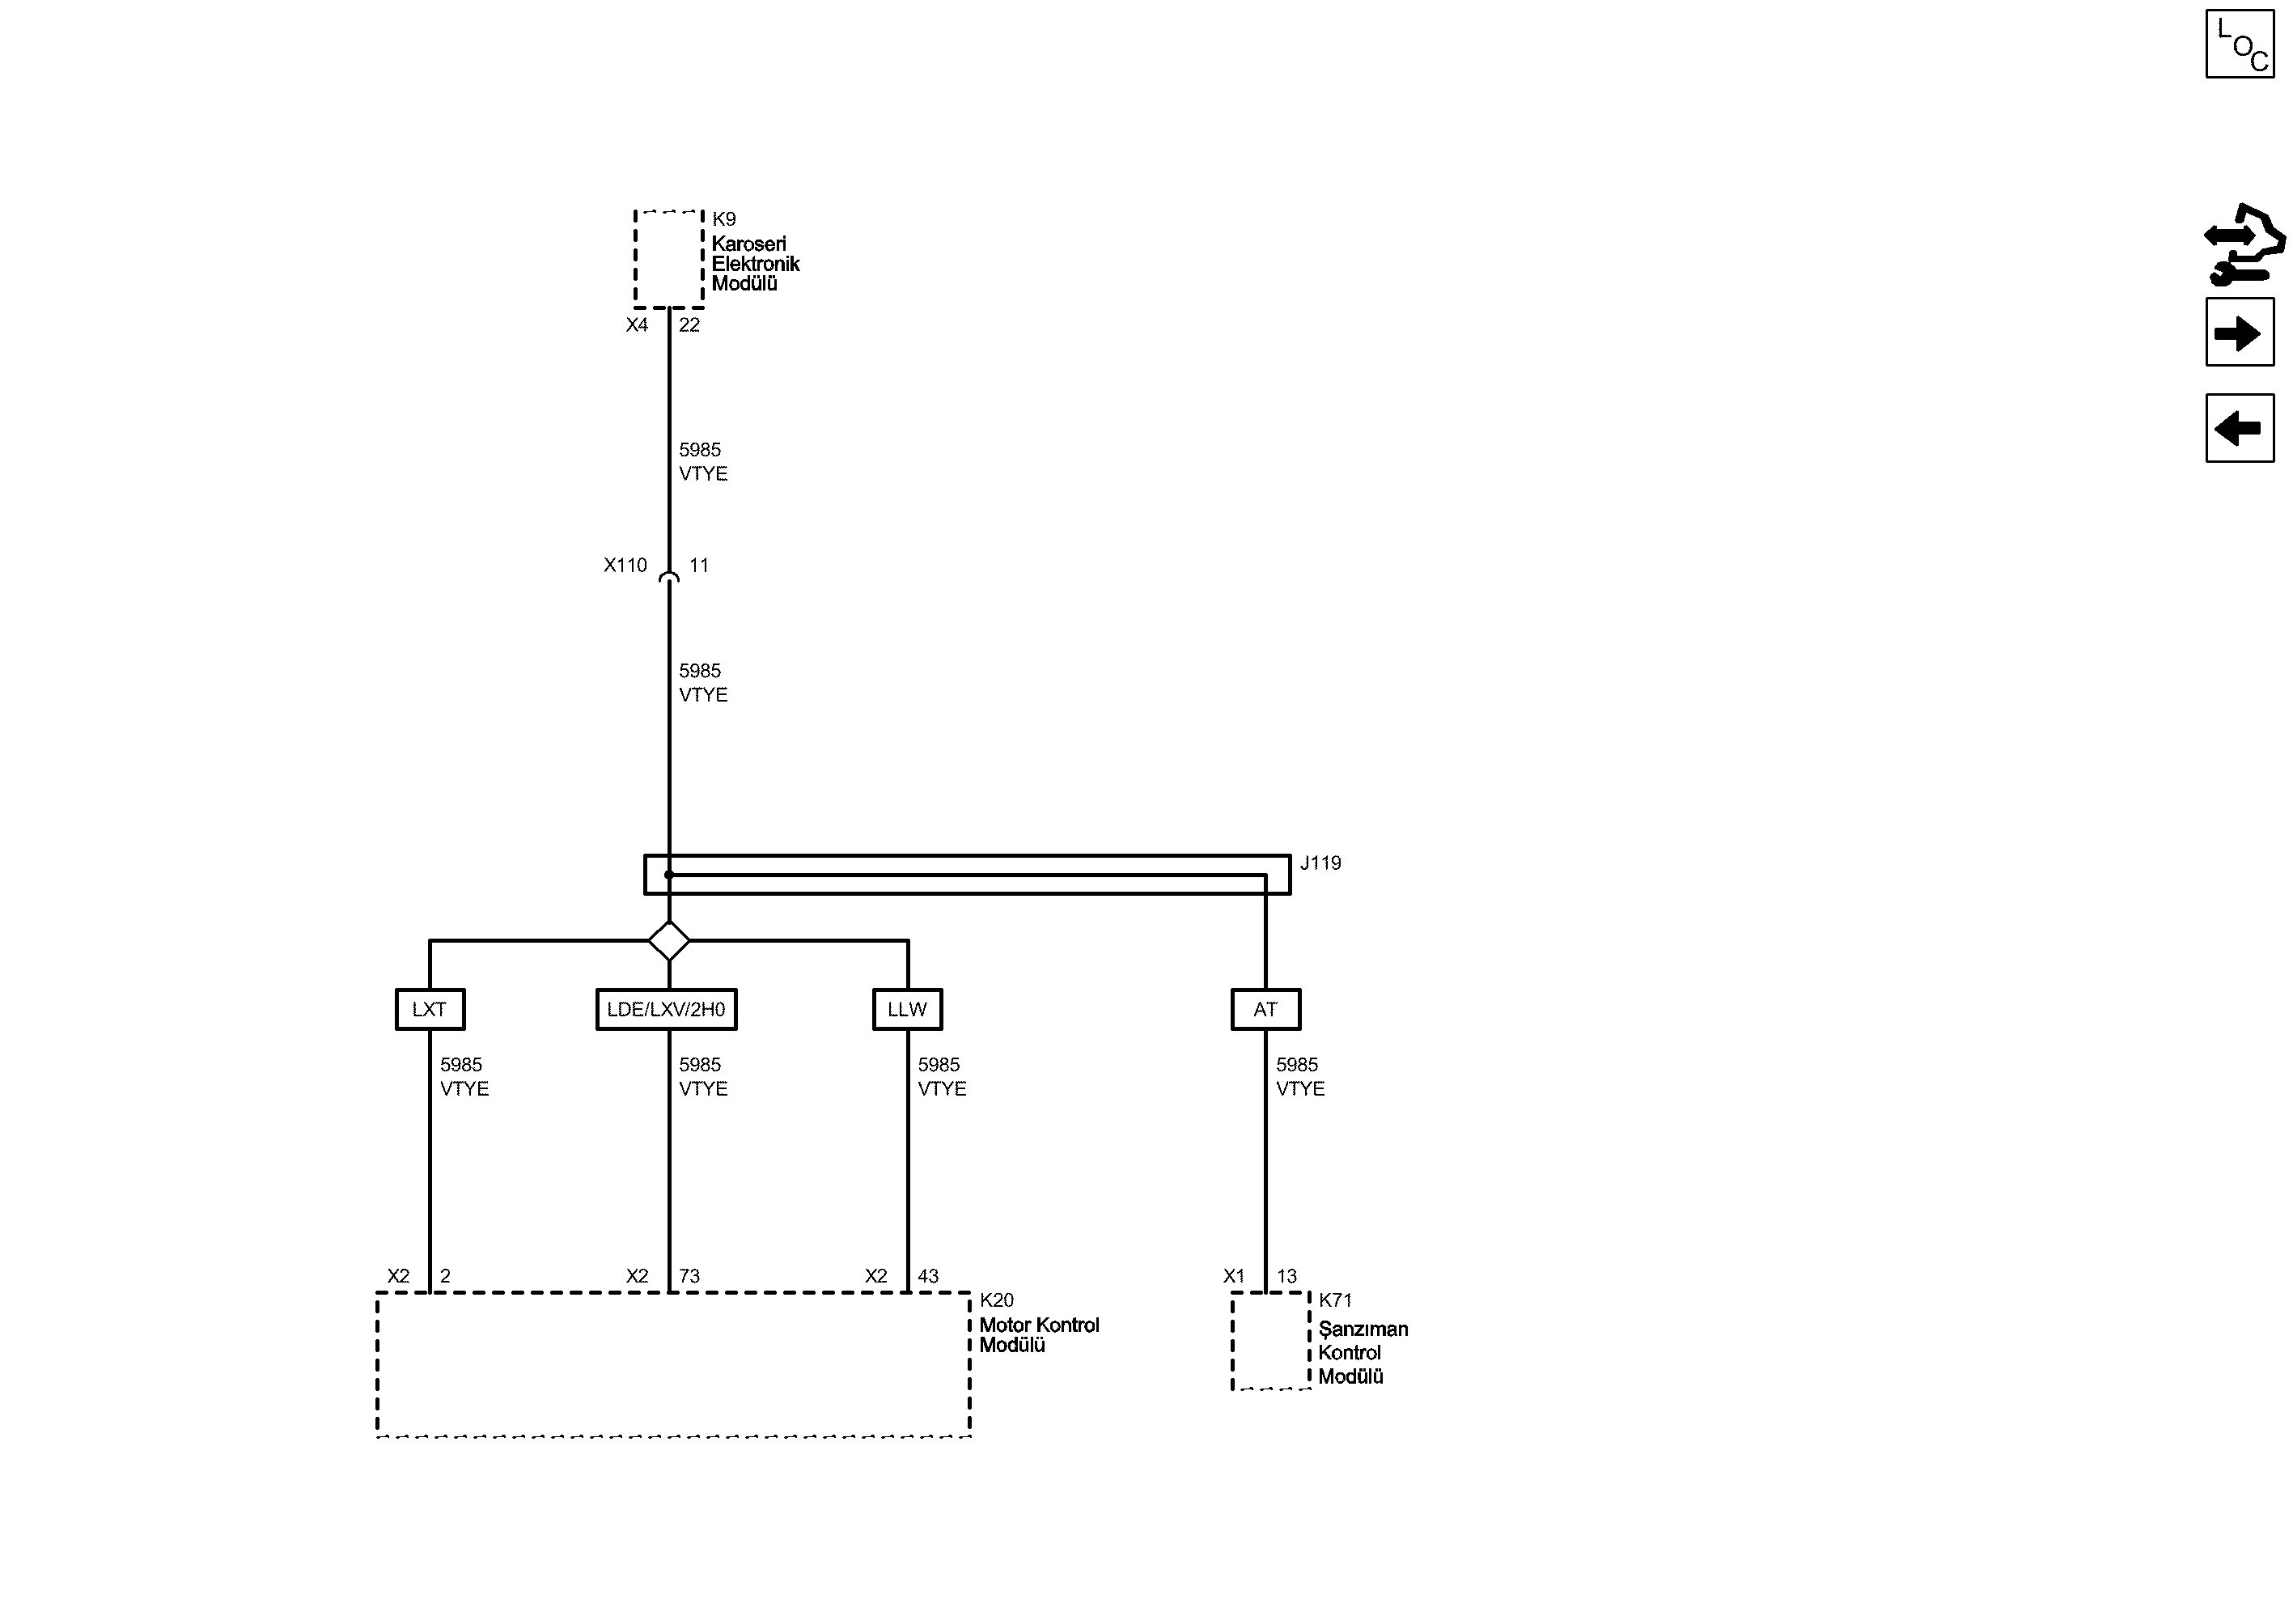 L
O
C
K9
Karoseri
Elektronik
Modülü
X4 22
5985
VTYE
X110 11
5985
VTYE
J119
LXT LDE/LXV/2H0 LLW AT
5985 5985 5985 5985
VTYE VTYE VTYE VTYE
X2 2 X2 73 X2 43 X1 13
K20
Motor Kontrol
Modülü
K71
Şanzıman
Kontrol
Modülü